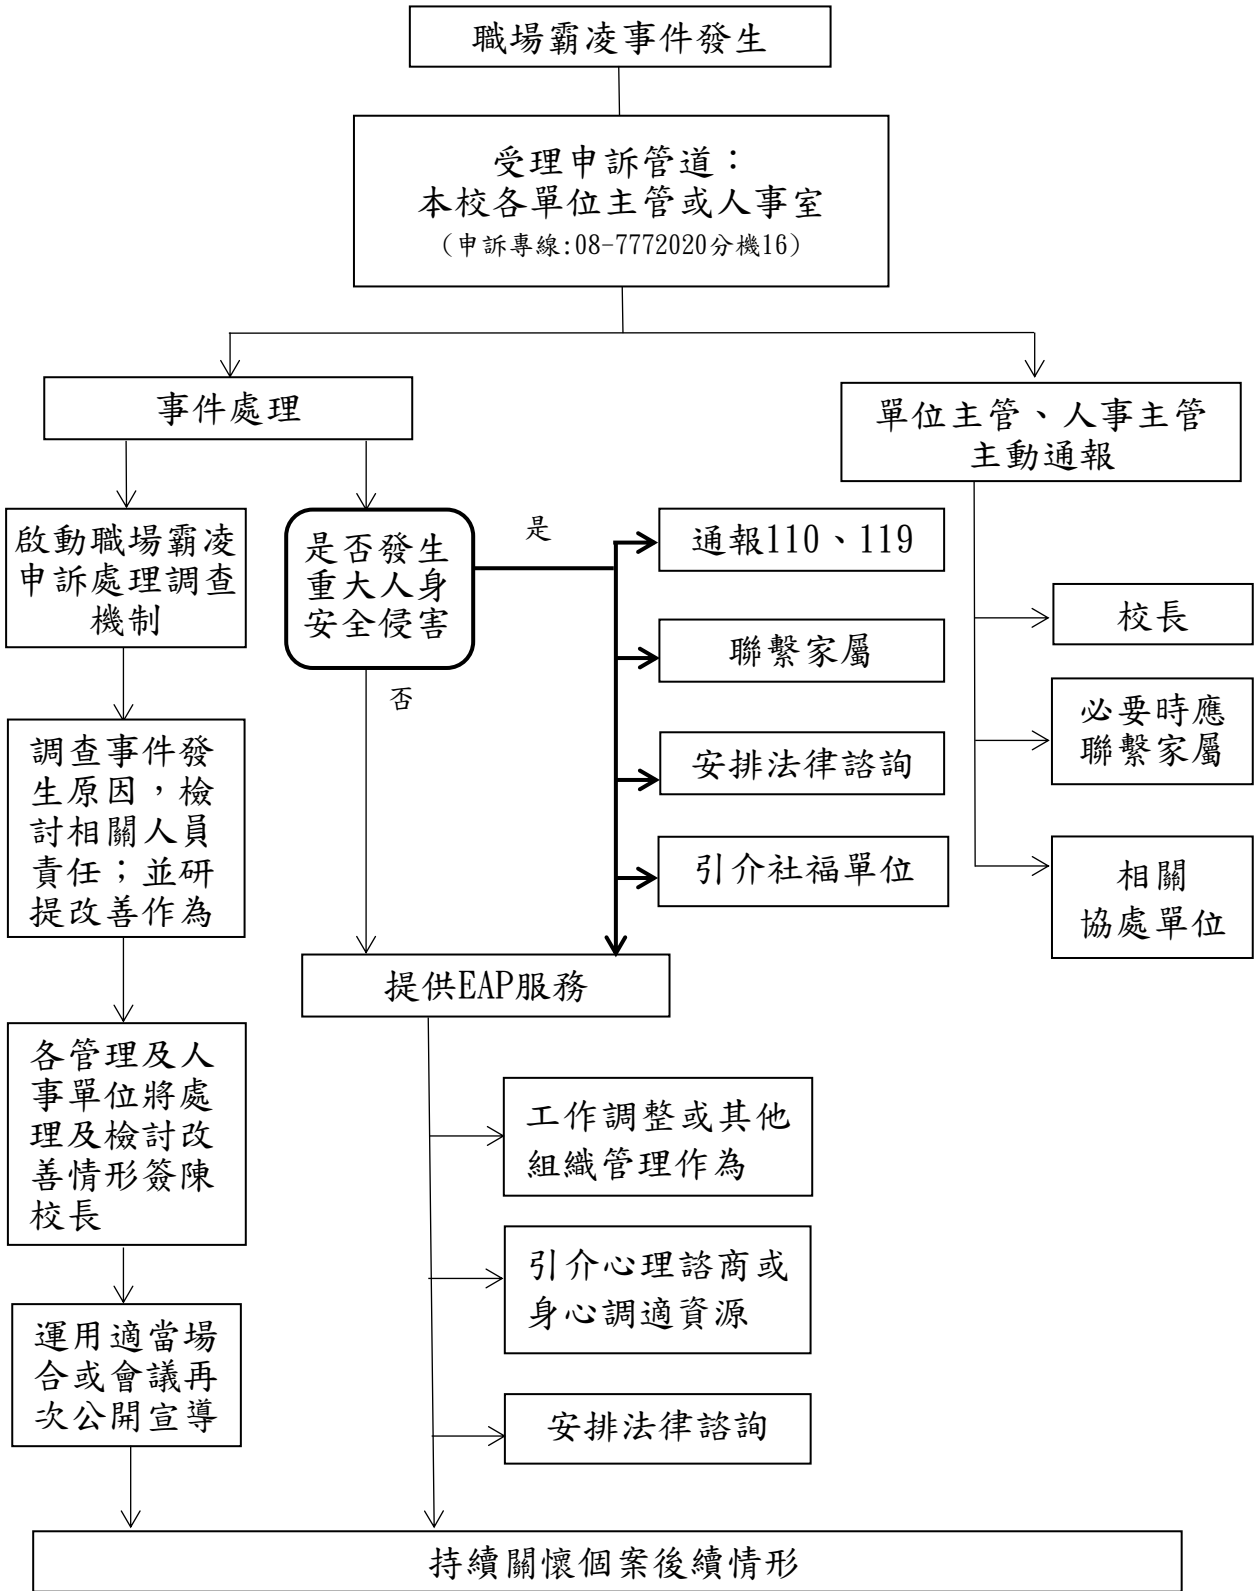 職場霸凌事件發生
受理申訴管道：
本校各單位主管或人事室
（申訴專線:08-7772020分機16）
事件處理
單位主管、人事主管
主動通報
啟動職場霸凌
申訴處理調查
機制
是否發生
重大人身
安全侵害
是
否
通報110、119
聯繫家屬
安排法律諮詢
引介社福單位
校長
必要時應
聯繫家屬
相關
協處單位
調查事件發
生原因，檢
討相關人員
責任；並研
提改善作為
提供EAP服務
各管理及人
事單位將處
理及檢討改
善情形簽陳
校長
工作調整或其他
組織管理作為
引介心理諮商或
身心調適資源
安排法律諮詢
運用適當場
合或會議再
次公開宣導
持續關懷個案後續情形